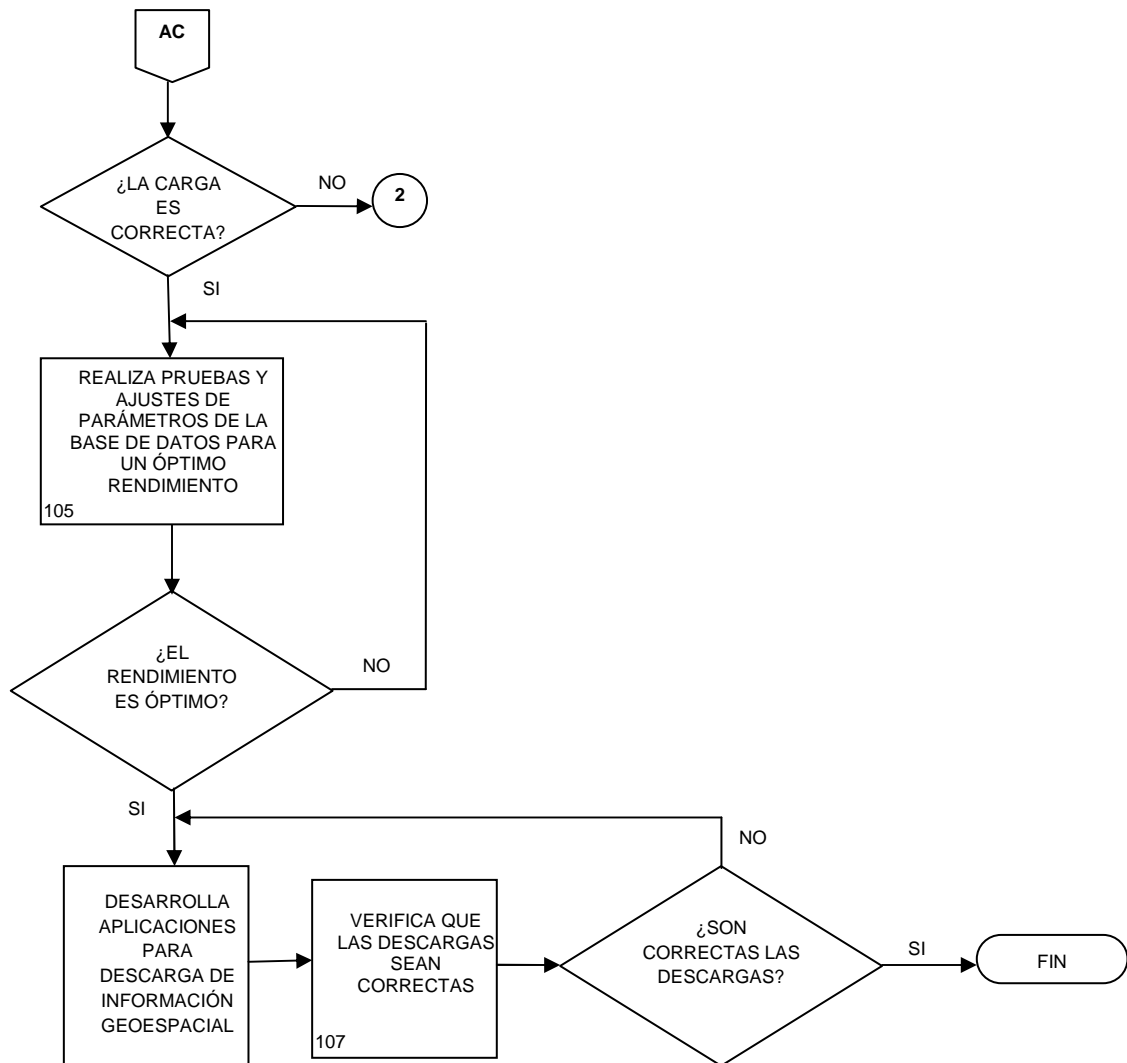 AC
¿LA CARGA
ES
CORRECTA?
NO
2
SI
REALIZA PRUEBAS Y
AJUSTES DE
PARÁMETROS DE LA
BASE DE DATOS PARA
UN ÓPTIMO
RENDIMIENTO
105
¿EL
RENDIMIENTO
ES ÓPTIMO?
NO
SI
NO
DESARROLLA
APLICACIONES
PARA
DESCARGA DE
INFORMACIÓN
GEOESPACIAL
VERIFICA QUE
LAS DESCARGAS
SEAN
CORRECTAS
107
¿SON
CORRECTAS LAS
DESCARGAS?
SI
FIN